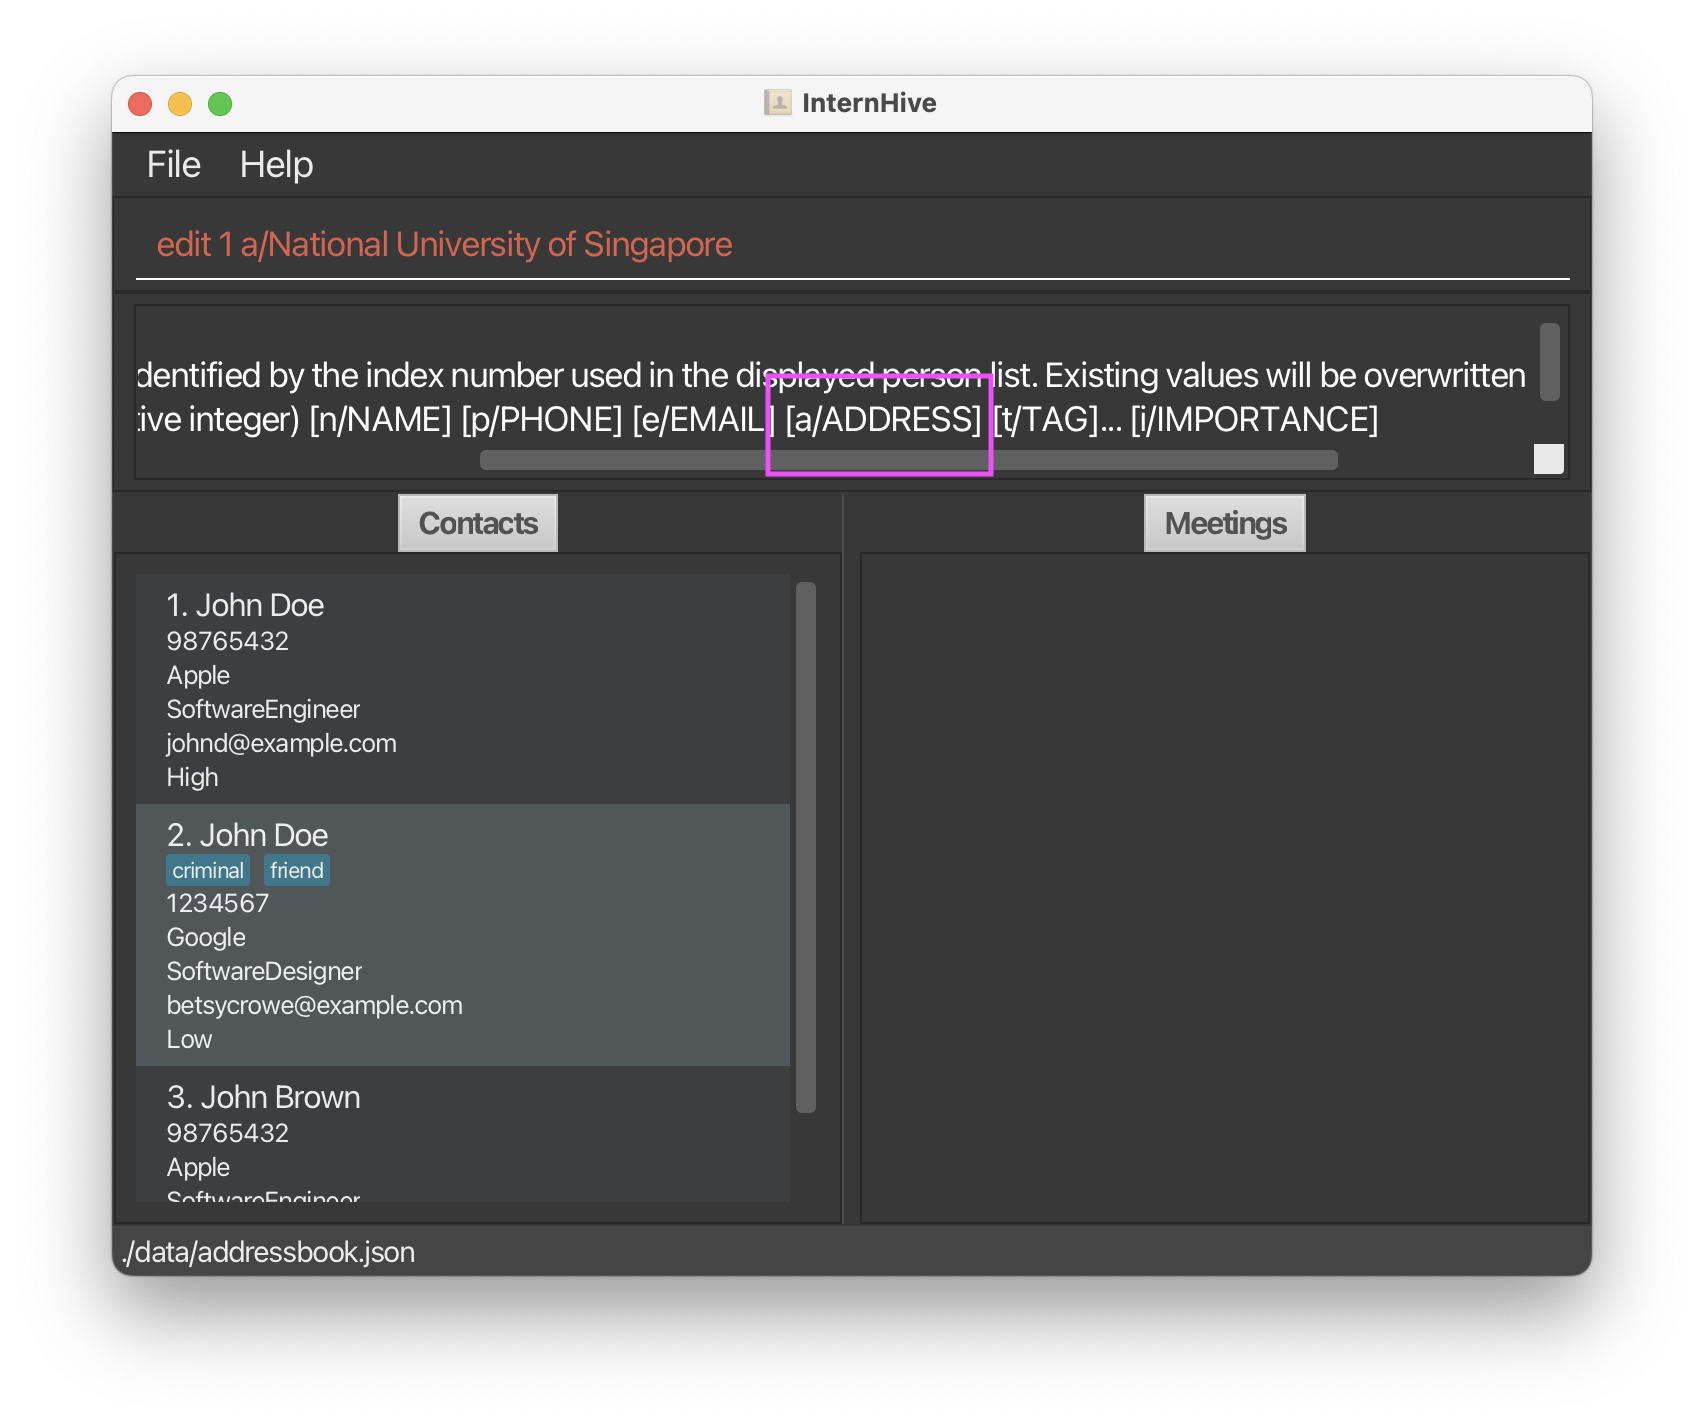 InternHive
File Help
edit 1 a/National University of Singapore
dentified by the index number used in the displayed person list. Existing values will be overwritten
tive integer) [n/NAME] [p/PHONE] [e/EMAIL] [a/ADDRESS] [t/TAG]... [i/IMPORTANCE]
Contacts
1. John Doe
98765432
Apple
SoftwareEngineer
johnd@example.com
High
2. John Doe
criminal friend
1234567
Google
SoftwareDesigner
betsycrowe@example.com
Low
3. John Brown
98765432
Apple
SoftwareEngineer
Meetings
./data/addressbook.json